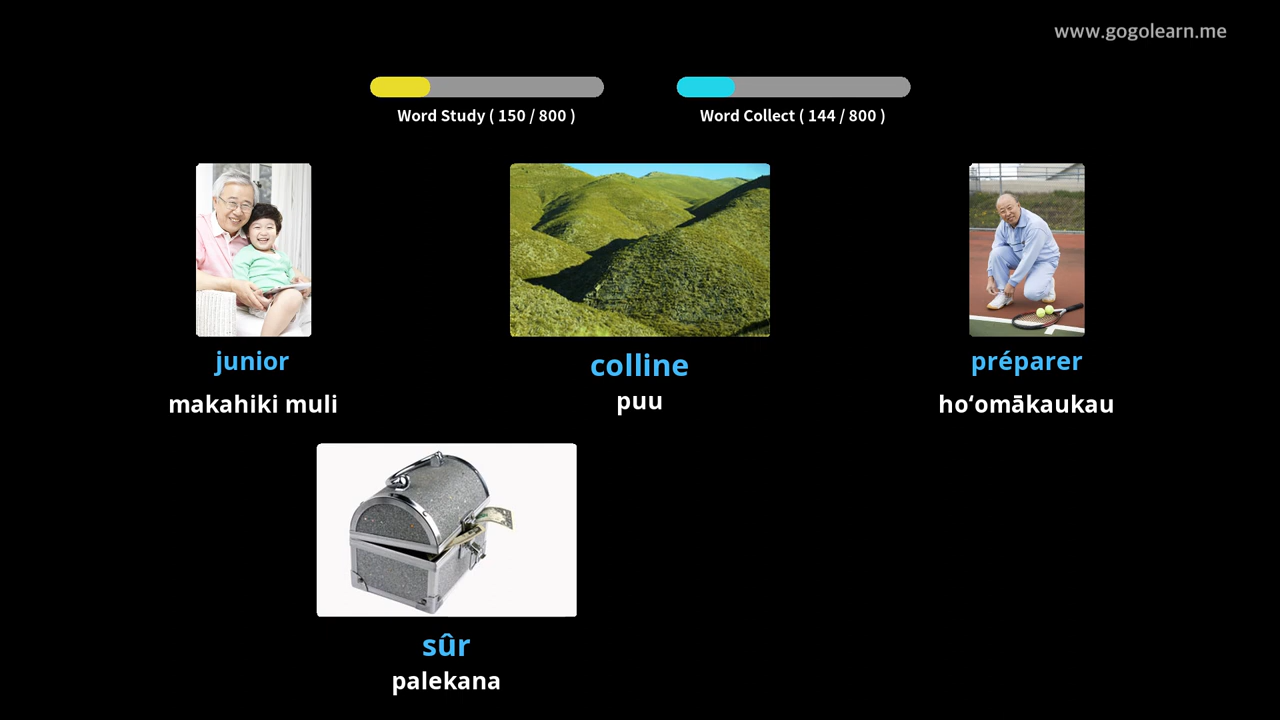 www.gogolearn.me
Word Study ( 150 / 800 )
Word Collect ( 144 / 800 )
junior
colline
préparer
makahiki muli
puu
hoʻomākaukau
sûr
palekana